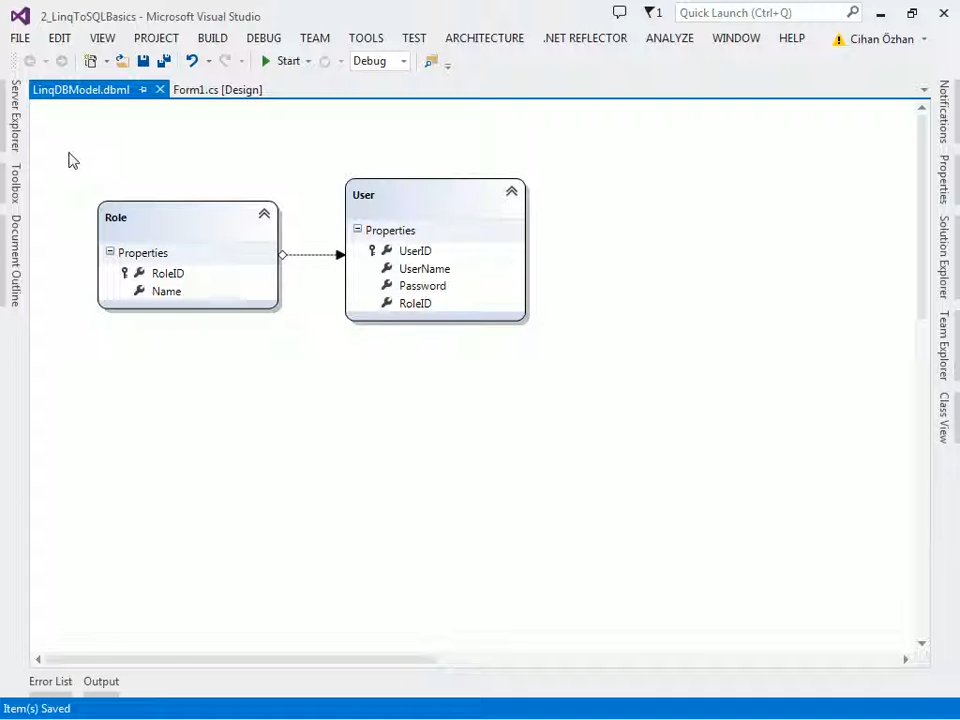 2_LinqToSQLBasics - Microsoft Visual Studio
1
Quick Launch (Ctrl+Q)
FILE EDIT VIEW PROJECT BUILD DEBUG TEAM TOOLS TEST ARCHITECTURE .NET REFLECTOR ANALYZE WINDOW HELP Cihan Özhan
Start Debug
LinqDBModel.dbml Form1.cs [Design]
Server Explorer
Toolbox
Document Outline
Role
Properties
RoleID
Name
User
Properties
UserID
UserName
Password
RoleID
Notifications
Properties
Solution Explorer
Team Explorer
Class View
Error List Output
Item(s) Saved